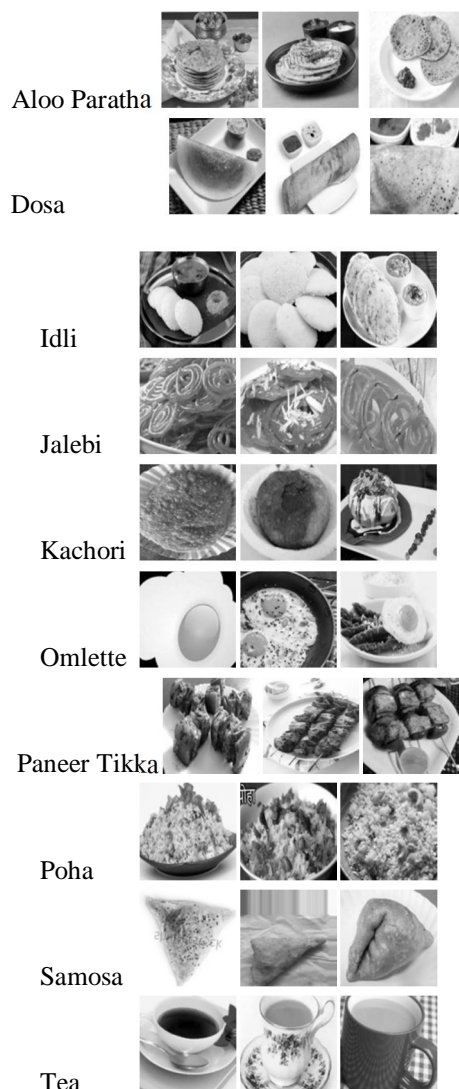 Aloo Paratha
Dosa
Idli
Jalebi
Kachori
Omlette
Paneer Tikka
Poha
Samosa
Tea